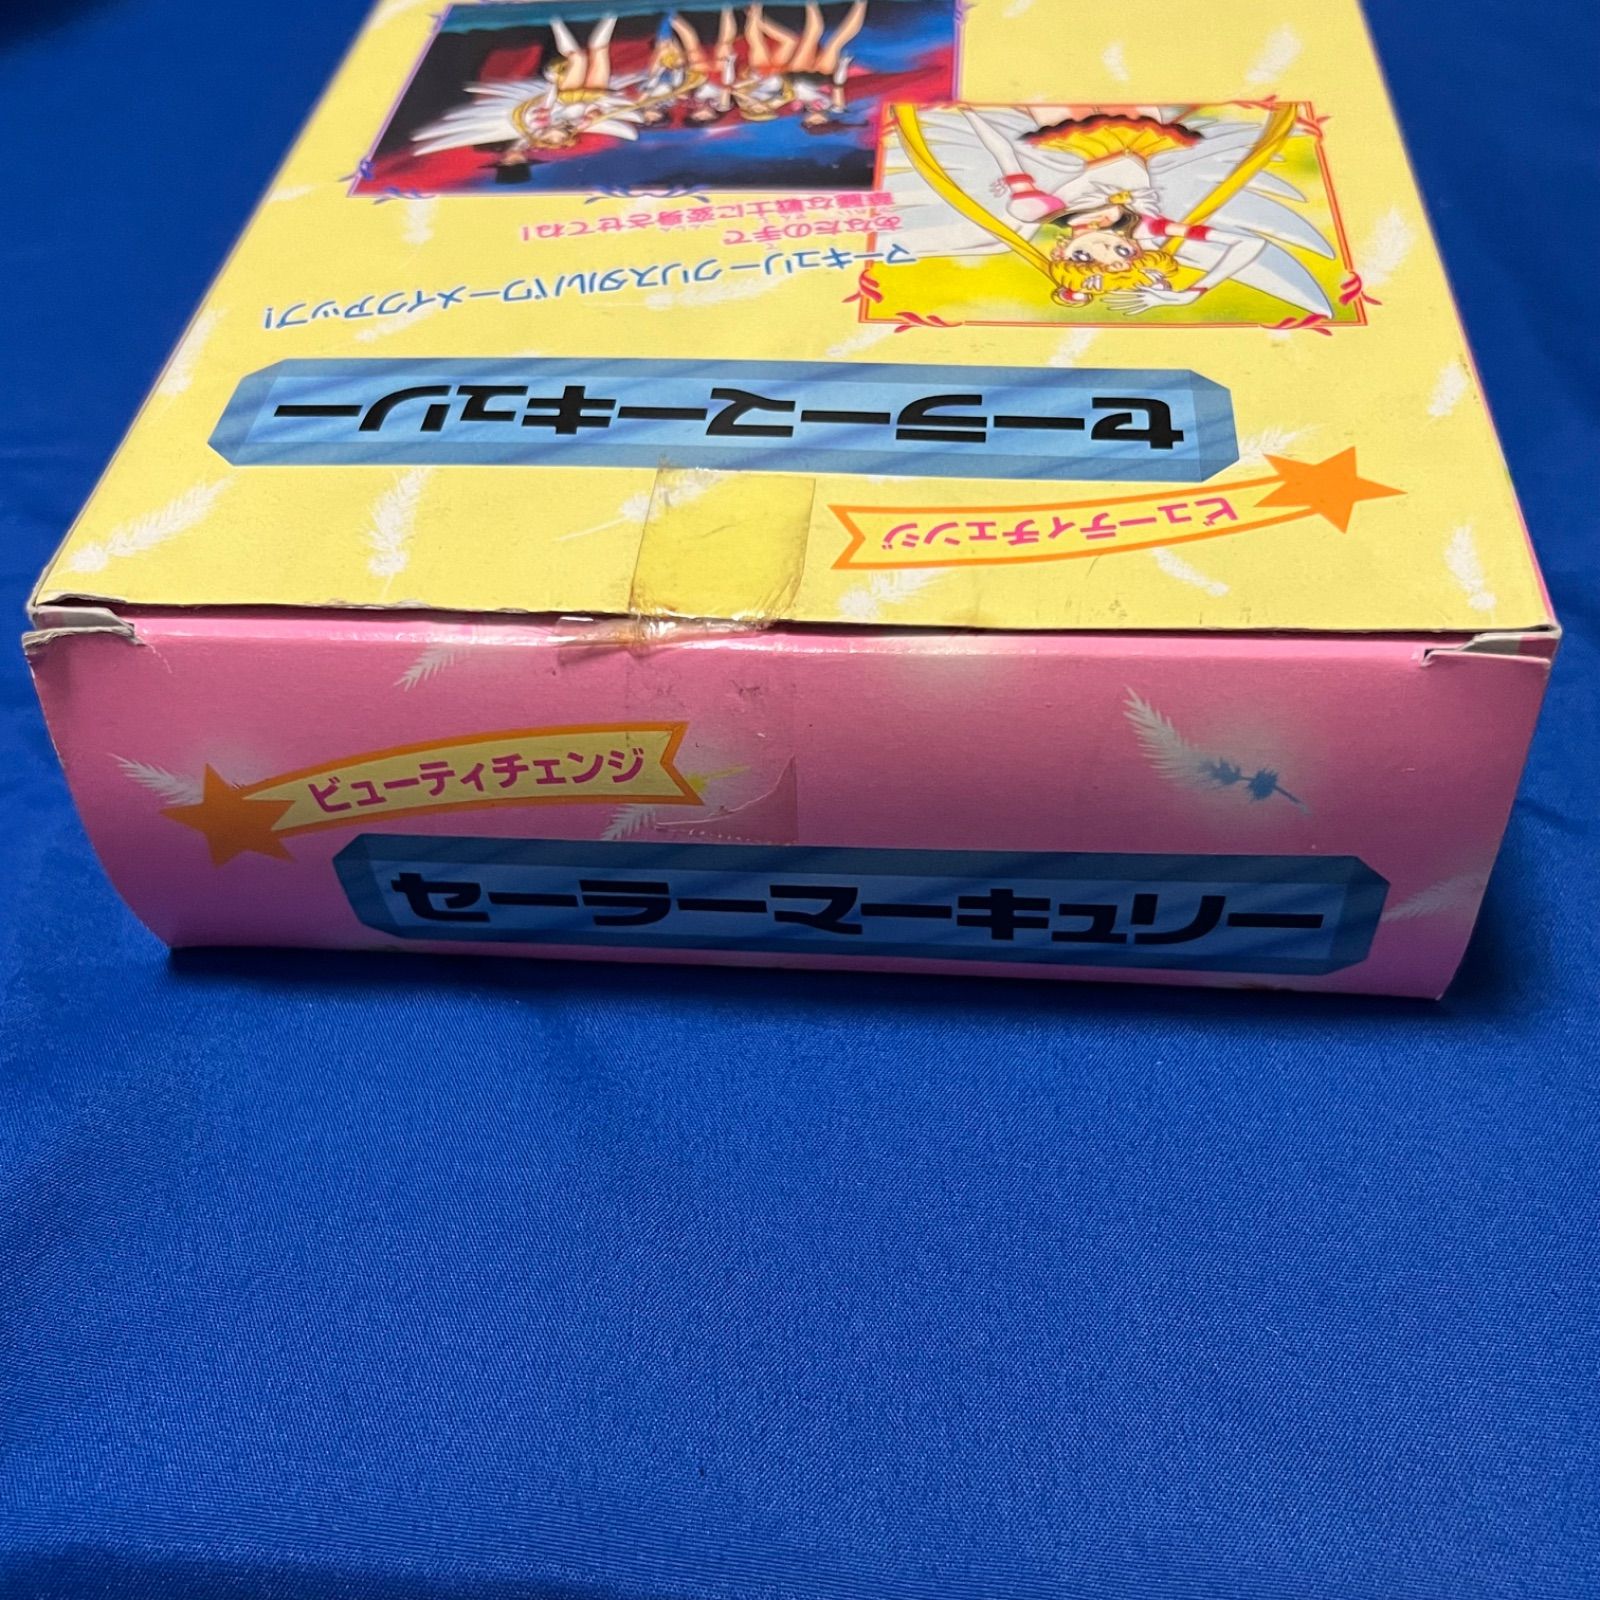 ビューティチェンジ
セーラーマーキュリー
マーキュリークリスタルパワーメイクアップ!
あなたの手で
華麗な戦士に変身させてね!
ビューティチェンジ
セーラーマーキュリー